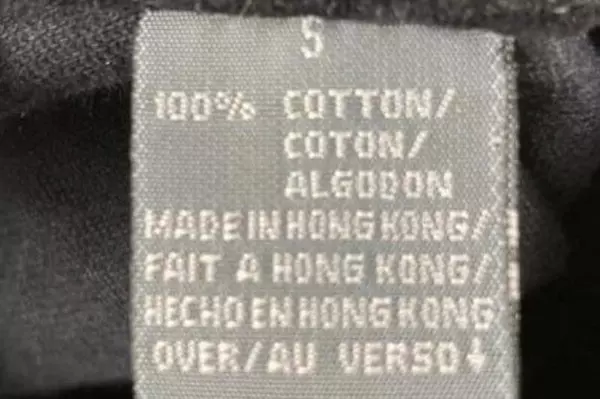 S
100% COTTON/
COTON/
ALGODON
MADE IN HONG KONG/
FAIT A HONG KONG/
HECHO EN HONG KONG
OVER/AU VERSO↓